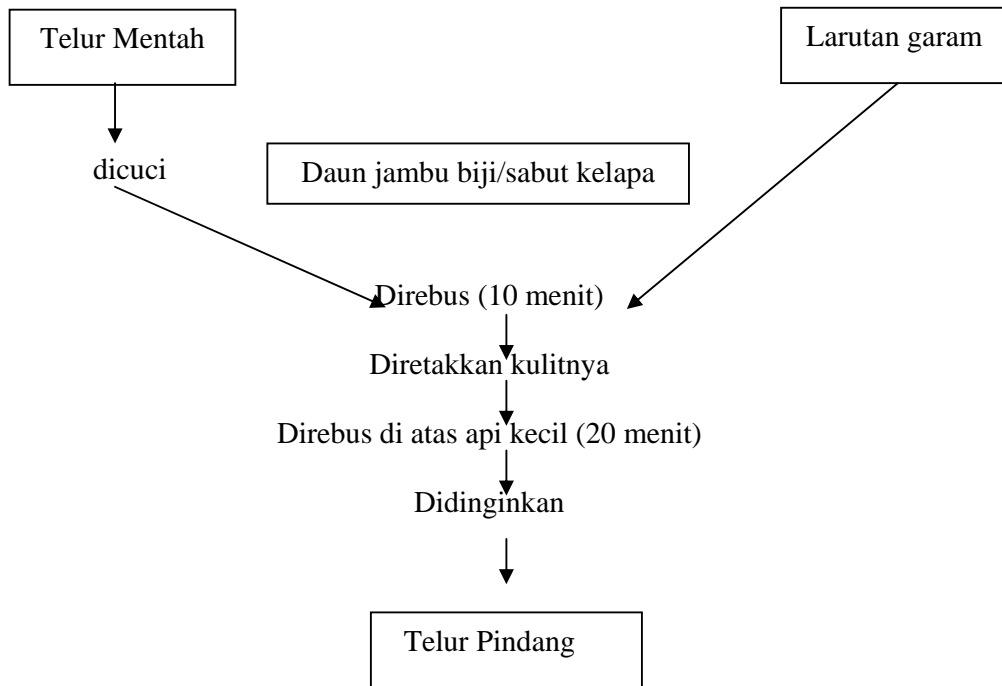 Telur Mentah
Larutan garam
dicuci
Daun jambu biji/sabut kelapa
Direbus (10 menit)
Diretakkan kulitnya
Direbus di atas api kecil (20 menit)
Didinginkan
Telur Pindang